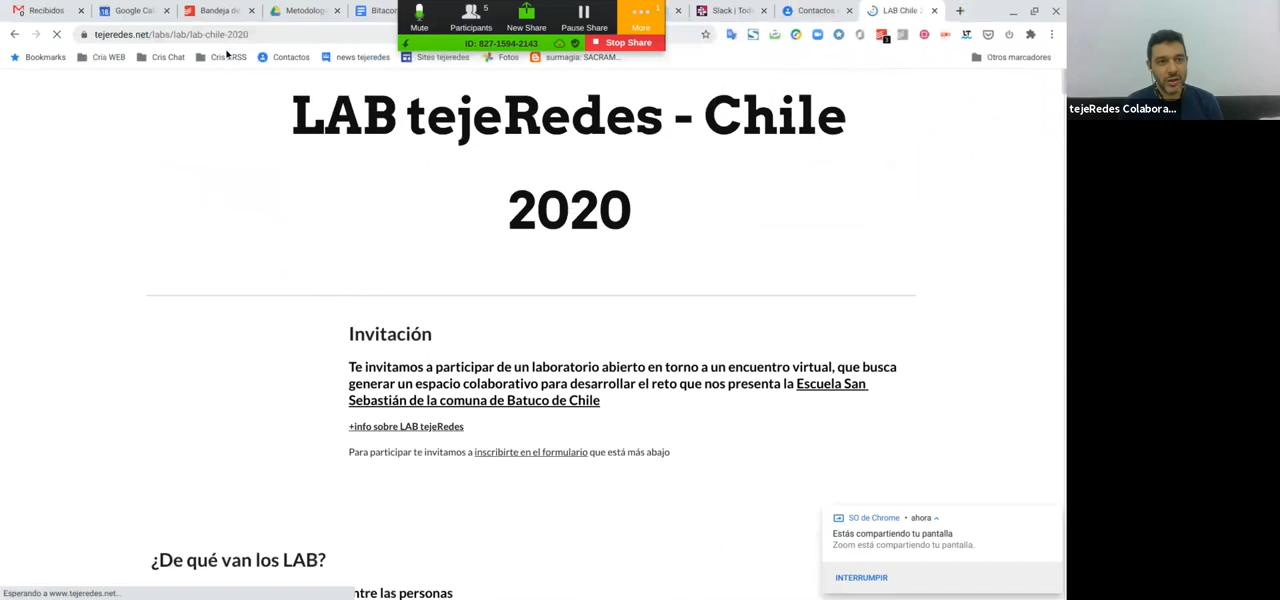 Recibidos
Google Cal
Bandeja de
Metodolog
Bitacor
Slack | Tod
Contactos
LAB Chile 2
Mute
Participants
5
New Share
Pause Share
More
1
ID: 827-1594-2143
Stop Share
tejeredes.net/labs/lab/lab-chile-2020
Bookmarks
Cria WEB
Cris Chat
Cris RRSS
Contactos
news tejeredes
Sites tejeredes
Fotos
surmagia: SACRAM...
Otros marcadores
tejeRedes Colabora...
LAB tejeRedes - Chile
2020
Invitación
Te invitamos a participar de un laboratorio abierto en torno a un encuentro virtual, que busca
generar un espacio colaborativo para desarrollar el reto que nos presenta la Escuela San
Sebastián de la comuna de Batuco de Chile
+info sobre LAB tejeRedes
Para participar te invitamos a inscribirte en el formulario que está más abajo
SO de Chrome • ahora
Estás compartiendo tu pantalla
Zoom está compartiendo tu pantalla.
INTERRUMPIR
¿De qué van los LAB?
ntre las personas
Esperando a www.tejeredes.net...